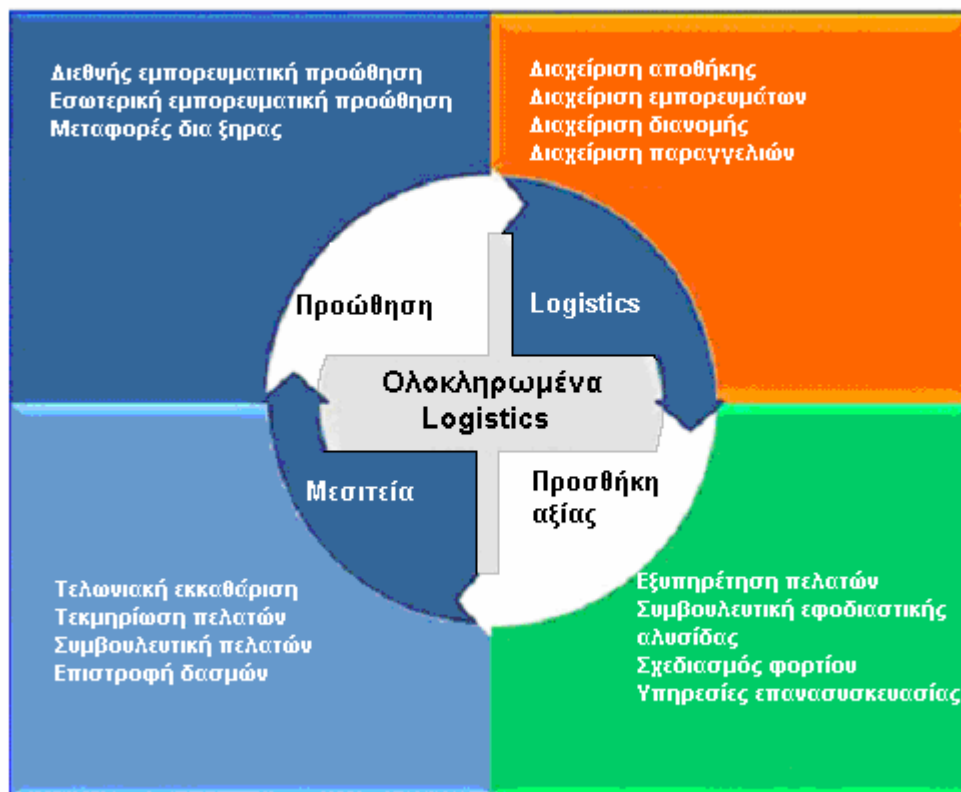 Διεθνής εμπορευματική προώθηση
Εσωτερική εμπορευματική προώθηση
Μεταφορές δια ξηρας
Διαχείριση αποθήκης
Διαχείριση εμπορευμάτων
Διαχείριση διανομής
Διαχείριση παραγγελιών
Προώθηση
Logistics
Ολοκληρωμένα
Logistics
Μεσιτεία
Προσθήκη
αξίας
Τελωνιακή εκκαθάριση
Τεκμηρίωση πελατών
Συμβουλευτική πελατών
Επιστροφή δασμών
Εξυπηρέτηση πελατών
Συμβουλευτική εφοδιαστικής
αλυσίδας
Σχεδιασμός φορτίου
Υπηρεσίες επανασυσκευασίας